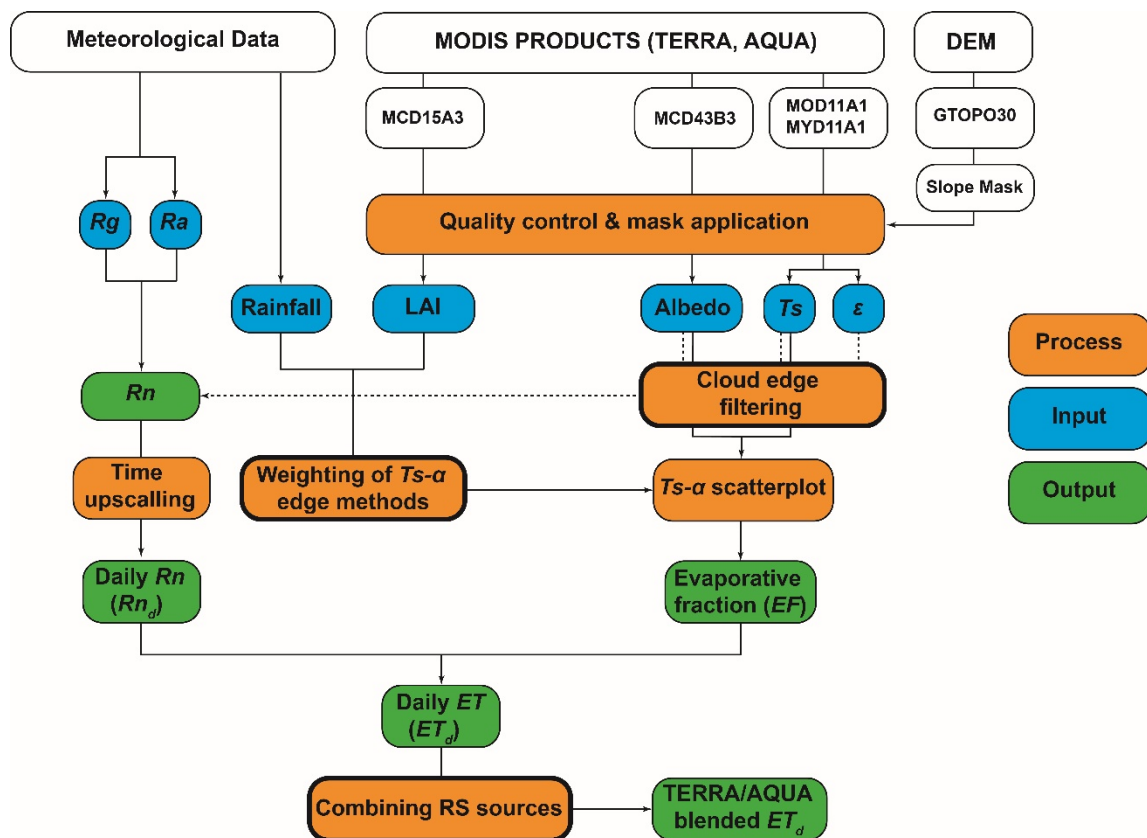 Meteorological Data
MODIS PRODUCTS (TERRA, AQUA)
DEM
MCD15A3
MCD43B3
MOD11A1
MYD11A1
GTOPO30
Slope Mask
Rg
Ra
Quality control & mask application
Rainfall
LAI
Albedo
Ts
ε
Process
Input
Output
Rn
Cloud edge
filtering
Time
upscalling
Weighting of Ts-α
edge methods
Ts-α scatterplot
Daily Rn
(Rnd)
Evaporative
fraction (EF)
Daily ET
(ETd)
Combining RS sources
TERRA/AQUA
blended ETd